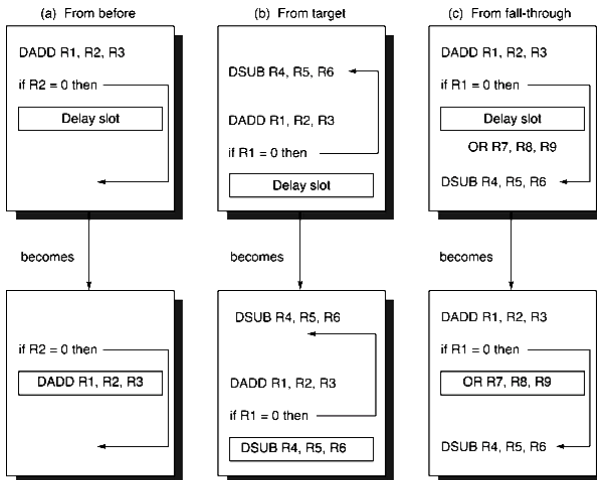 (a) From before
DADD R1, R2, R3
if R2 = 0 then
Delay slot
becomes
if R2 = 0 then
DADD R1, R2, R3
(b) From target
DSUB R4, R5, R6
DADD R1, R2, R3
if R1 = 0 then
Delay slot
becomes
DSUB R4, R5, R6
DADD R1, R2, R3
if R1 = 0 then
DSUB R4, R5, R6
(c) From fall-through
DADD R1, R2, R3
if R1 = 0 then
Delay slot
OR R7, R8, R9
DSUB R4, R5, R6
becomes
DADD R1, R2, R3
if R1 = 0 then
OR R7, R8, R9
DSUB R4, R5, R6